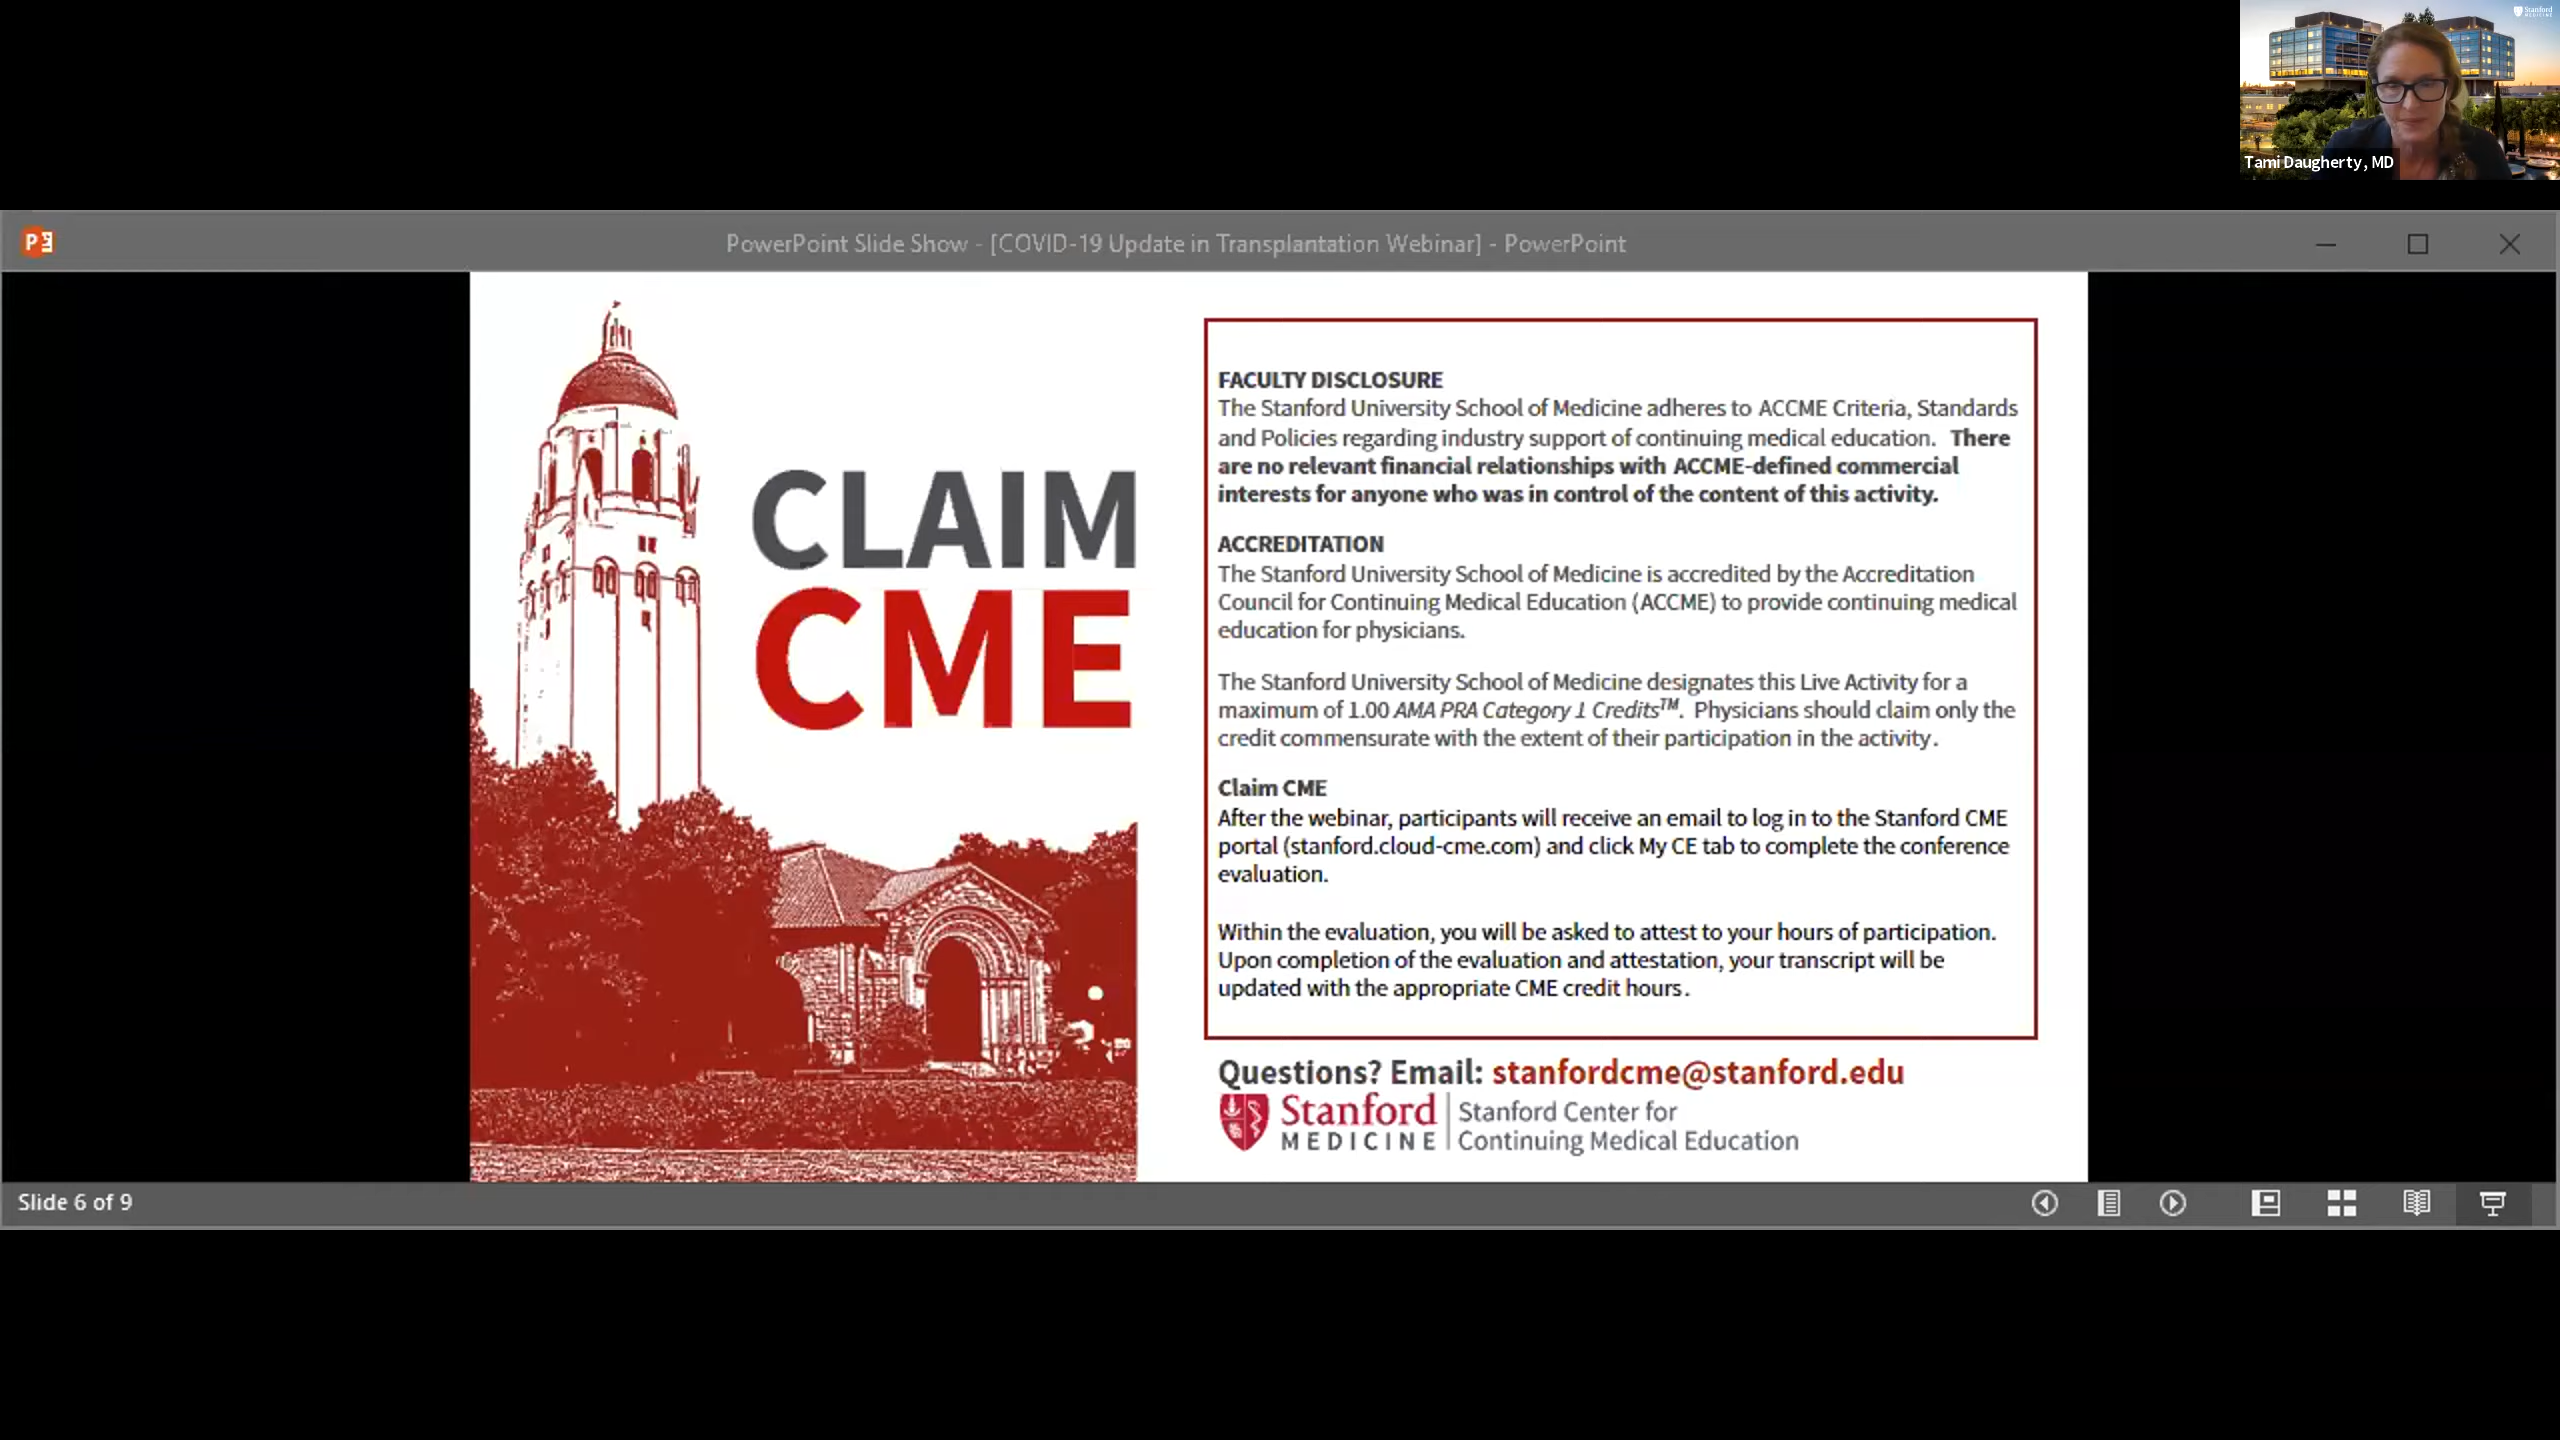 Stanford
MEDICINE
Tami Daugherty, MD
PowerPoint Slide Show - [COVID-19 Update in Transplantation Webinar] - PowerPoint
CLAIM
CME
FACULTY DISCLOSURE
The Stanford University School of Medicine adheres to ACCME Criteria, Standards
and Policies regarding industry support of continuing medical education. There
are no relevant financial relationships with ACCME-defined commercial
interests for anyone who was in control of the content of this activity.
ACCREDITATION
The Stanford University School of Medicine is accredited by the Accreditation
Council for Continuing Medical Education (ACCME) to provide continuing medical
education for physicians.
The Stanford University School of Medicine designates this Live Activity for a
maximum of 1.00 AMA PRA Category 1 Credits™. Physicians should claim only the
credit commensurate with the extent of their participation in the activity.
Claim CME
After the webinar, participants will receive an email to log in to the Stanford CME
portal (stanford.cloud-cme.com) and click My CE tab to complete the conference
evaluation.
Within the evaluation, you will be asked to attest to your hours of participation.
Upon completion of the evaluation and attestation, your transcript will be
updated with the appropriate CME credit hours.
Questions? Email: stanfordcme@stanford.edu
Stanford
MEDICINE
Stanford Center for
Continuing Medical Education
Slide 6 of 9